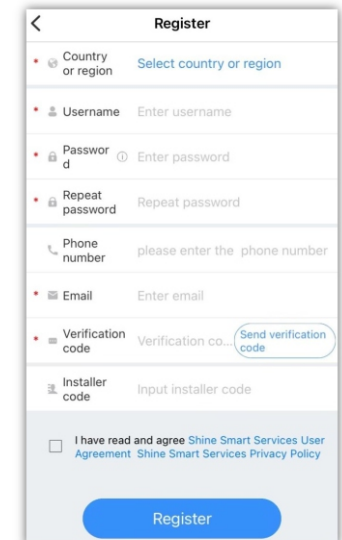 Register
* Country
or region
Select country or region
* Username
Enter username
* Passwor
d
Enter password
* Repeat
password
Repeat password
Phone
number
please enter the phone number
* Email
Enter email
* Verification
code
Verification co...
Send verification
code
Installer
code
Input installer code
I have read and agree Shine Smart Services User
Agreement Shine Smart Services Privacy Policy
Register